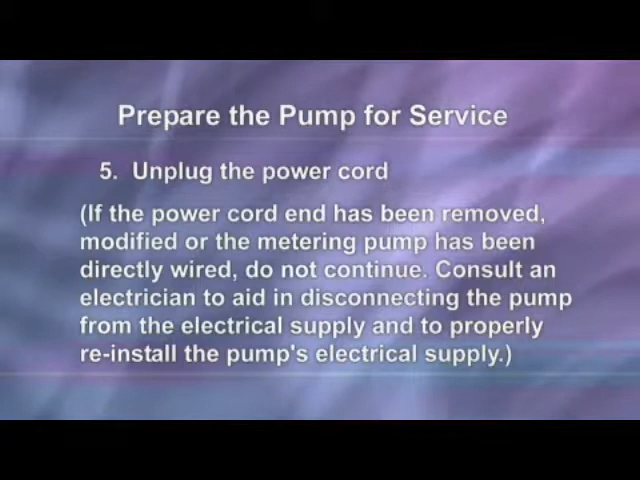 Prepare the Pump for Service
5. Unplug the power cord
(If the power cord end has been removed,
modified or the metering pump has been
directly wired, do not continue. Consult an
electrician to aid in disconnecting the pump
from the electrical supply and to properly
re-install the pump's electrical supply.)